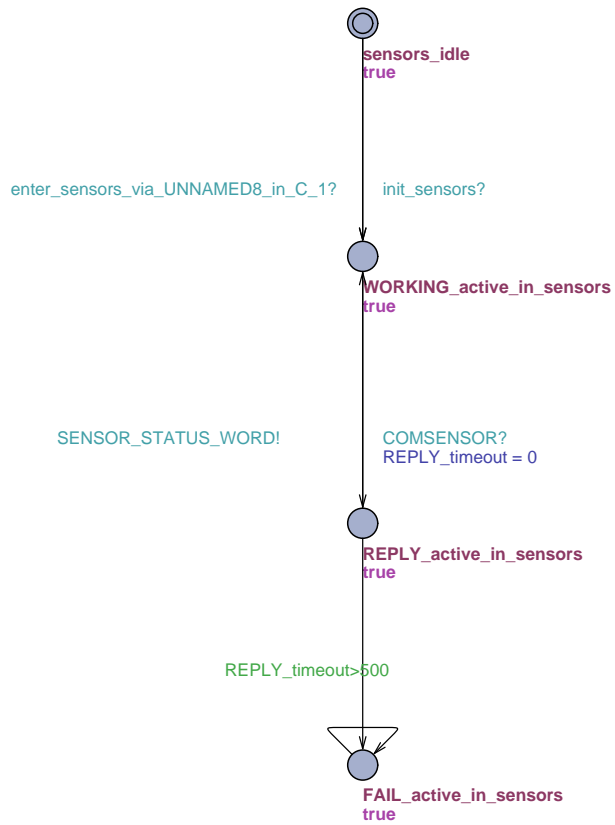 sensors_idle
true
enter_sensors_via_UNNAMED8_in_C_1?
init_sensors?
WORKING_active_in_sensors
true
SENSOR_STATUS_WORD!
COMSENSOR?
REPLY_timeout = 0
REPLY_active_in_sensors
true
REPLY_timeout>500
FAIL_active_in_sensors
true